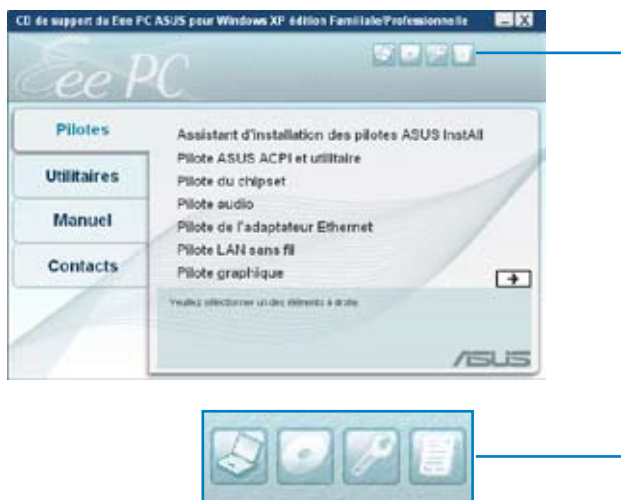 CD de support du Eee PC ASUS pour Windows XP édition Familiale/Professionnelle
Eee PC
Pilotes
Utilitaires
Manuel
Contacts
Assistant d'installation des pilotes ASUS InstAll
Pilote ASUS ACPI et utilitaire
Pilote du chipset
Pilote audio
Pilote de l'adaptateur Ethernet
Pilote LAN sans fil
Pilote graphique
Veuillez sélectionner un des éléments à droite
ASUS